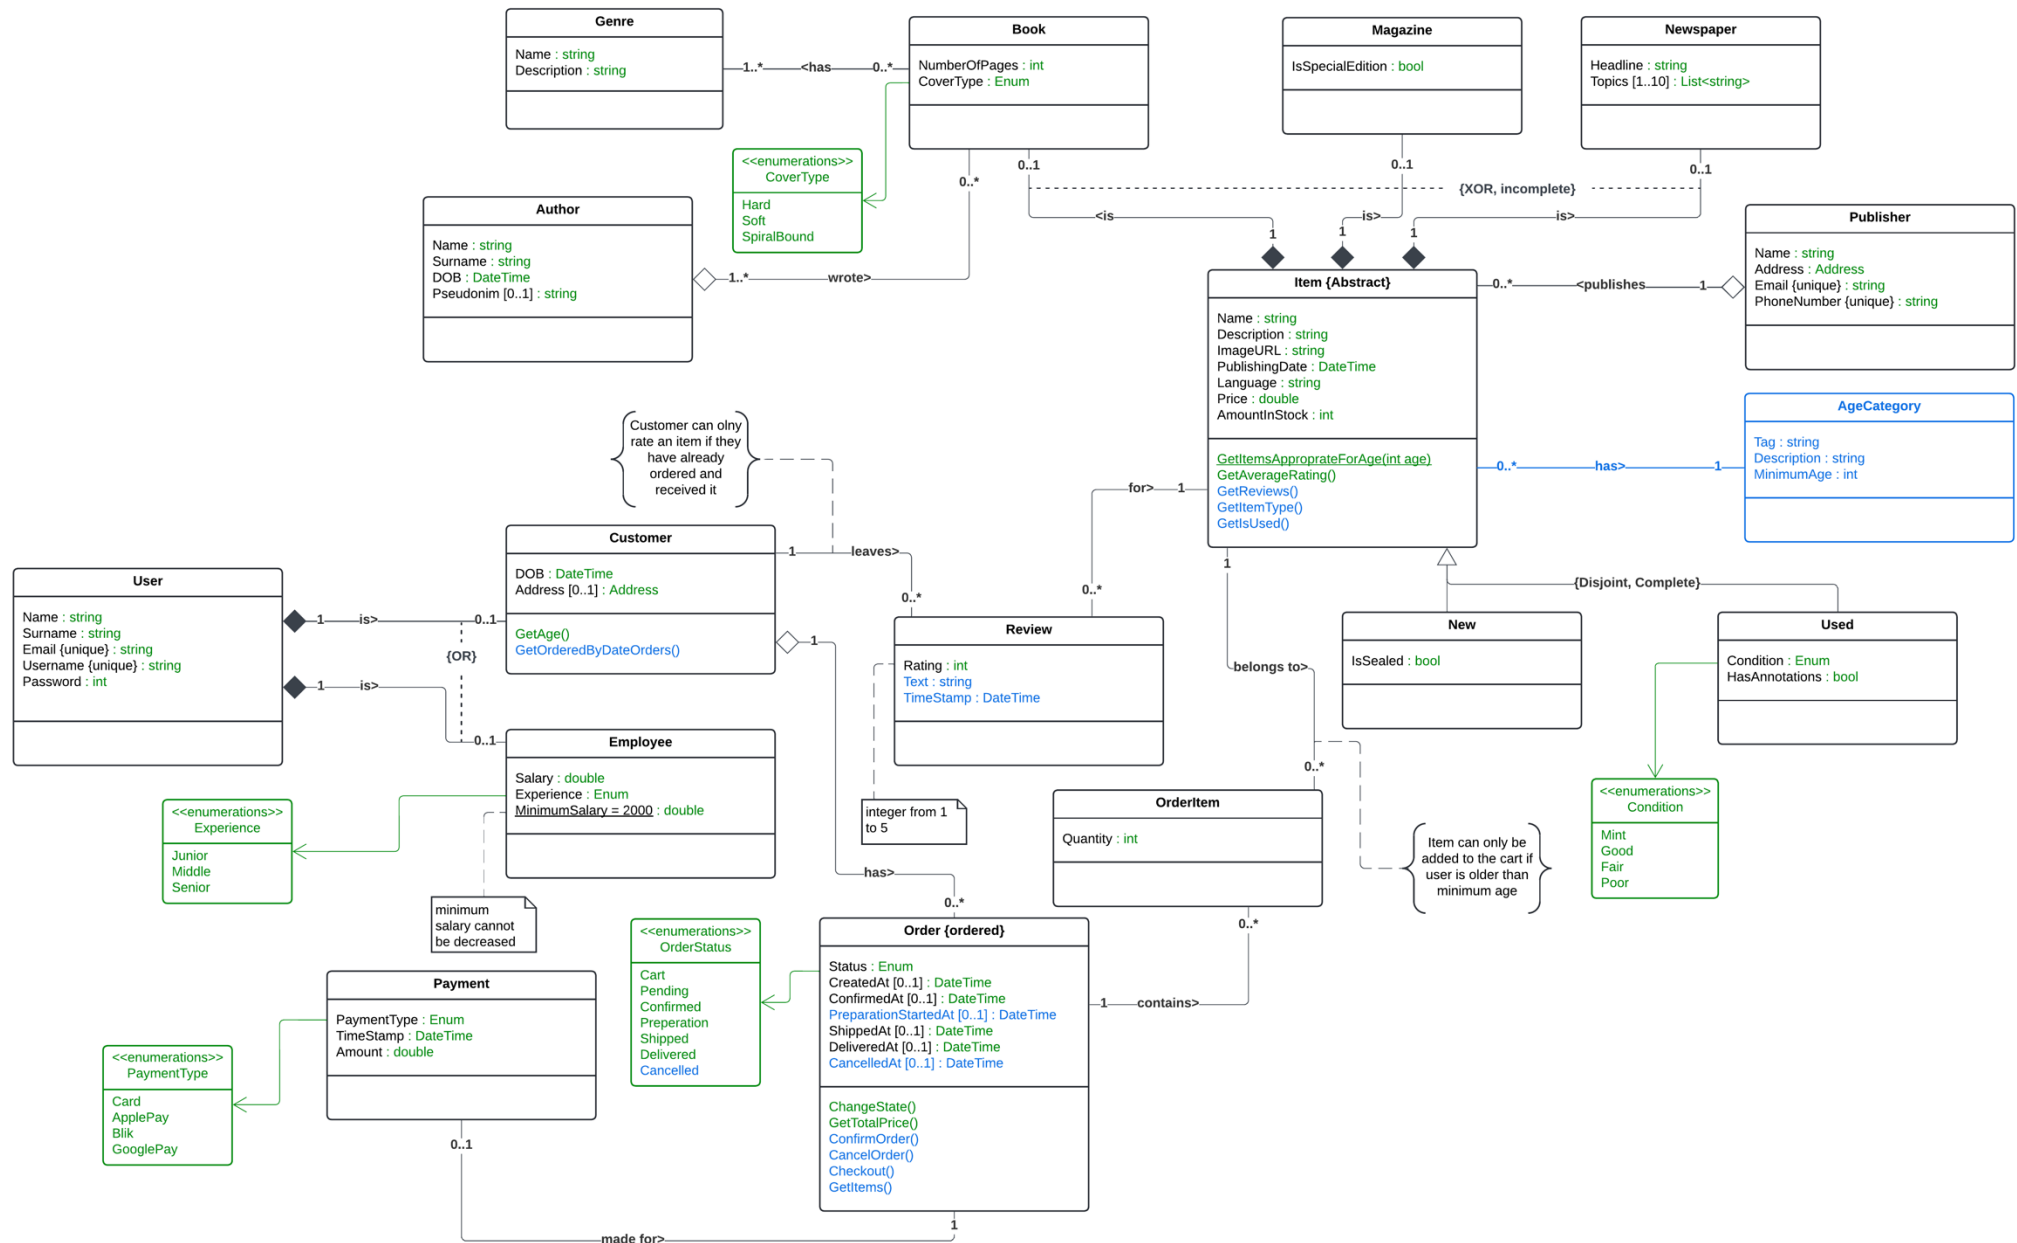 Genre
Name : string
Description : string
1..* <has 0..*
Book
NumberOfPages : int
CoverType : Enum
Magazine
IsSpecialEdition : bool
Newspaper
Headline : string
Topics [1..10] : List<string>
<<enumerations>>
CoverType
Hard
Soft
SpiralBound
0..*
0..1
0..1
0..1
{XOR, incomplete}
<is
is>
is>
1
1
1
Author
Name : string
Surname : string
DOB : DateTime
Pseudonim [0..1] : string
1..* wrote>
Item {Abstract}
Name : string
Description : string
ImageURL : string
PublishingDate : DateTime
Language : string
Price : double
AmountInStock : int
GetItemsApproprateForAge(int age)
GetAverageRating()
GetReviews()
GetItemType()
GetIsUsed()
0..* <publishes 1
Publisher
Name : string
Address : Address
Email {unique} : string
PhoneNumber {unique} : string
0..* has> 1
AgeCategory
Tag : string
Description : string
MinimumAge : int
Customer can olny
rate an item if they
have already
ordered and
received it
for> 1
0..*
1 leaves>
0..*
User
Name : string
Surname : string
Email {unique} : string
Username {unique} : string
Password : int
1 is> 0..1
{OR}
1 is> 0..1
Customer
DOB : DateTime
Address [0..1] : Address
GetAge()
GetOrderedByDateOrders()
1
has>
0..*
Employee
Salary : double
Experience : Enum
MinimumSalary = 2000 : double
<<enumerations>>
Experience
Junior
Middle
Senior
minimum
salary cannot
be decreased
Review
Rating : int
Text : string
TimeStamp : DateTime
integer from 1
to 5
1
belongs to>
0..*
{Disjoint, Complete}
New
IsSealed : bool
Used
Condition : Enum
HasAnnotations : bool
<<enumerations>>
Condition
Mint
Good
Fair
Poor
OrderItem
Quantity : int
Item can only be
added to the cart if
user is older than
minimum age
0..*
1 contains>
Order {ordered}
Status : Enum
CreatedAt [0..1] : DateTime
ConfirmedAt [0..1] : DateTime
PreparationStartedAt [0..1] : DateTime
ShippedAt [0..1] : DateTime
DeliveredAt [0..1] : DateTime
CancelledAt [0..1] : DateTime
ChangeState()
GetTotalPrice()
ConfirmOrder()
CancelOrder()
Checkout()
GetItems()
<<enumerations>>
OrderStatus
Cart
Pending
Confirmed
Preperation
Shipped
Delivered
Cancelled
Payment
PaymentType : Enum
TimeStamp : DateTime
Amount : double
<<enumerations>>
PaymentType
Card
ApplePay
Blik
GooglePay
0..1
made for>
1